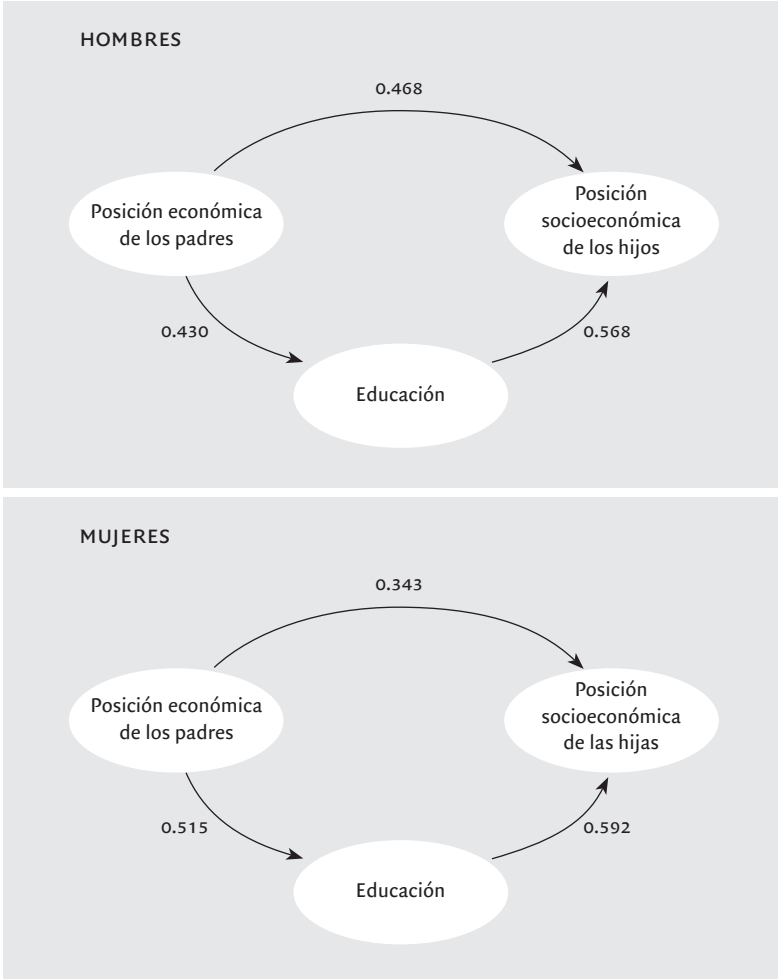 HOMBRES
0.468
Posición económica
de los padres
Posición
socioeconómica
de los hijos
0.430
0.568
Educación
MUJERES
0.343
Posición económica
de los padres
Posición
socioeconómica
de las hijas
0.515
0.592
Educación